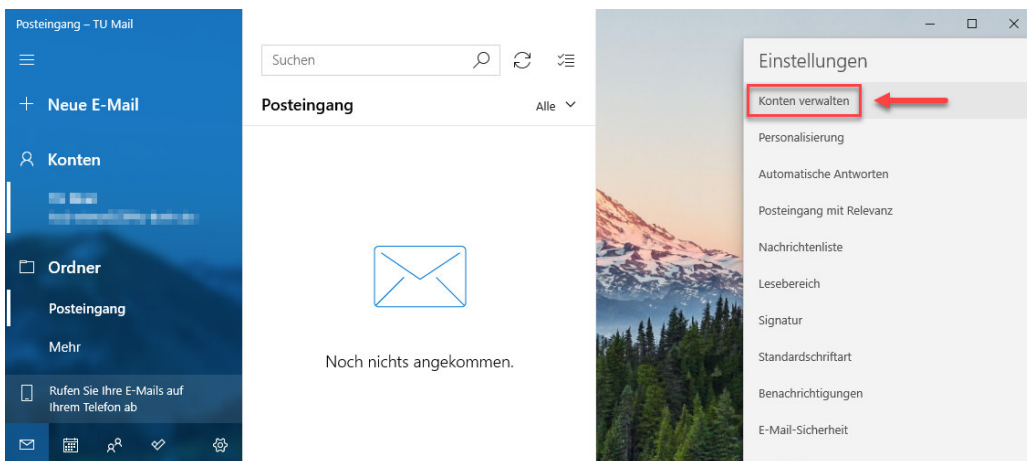 Posteingang – TU Mail
Neue E-Mail
Konten
Ordner
Posteingang
Mehr
Rufen Sie Ihre E-Mails auf
Ihrem Telefon ab
Suchen
Posteingang
Alle
Noch nichts angekommen.
Einstellungen
Konten verwalten
Personalisierung
Automatische Antworten
Posteingang mit Relevanz
Nachrichtenliste
Lesebereich
Signatur
Standardschriftart
Benachrichtigungen
E-Mail-Sicherheit